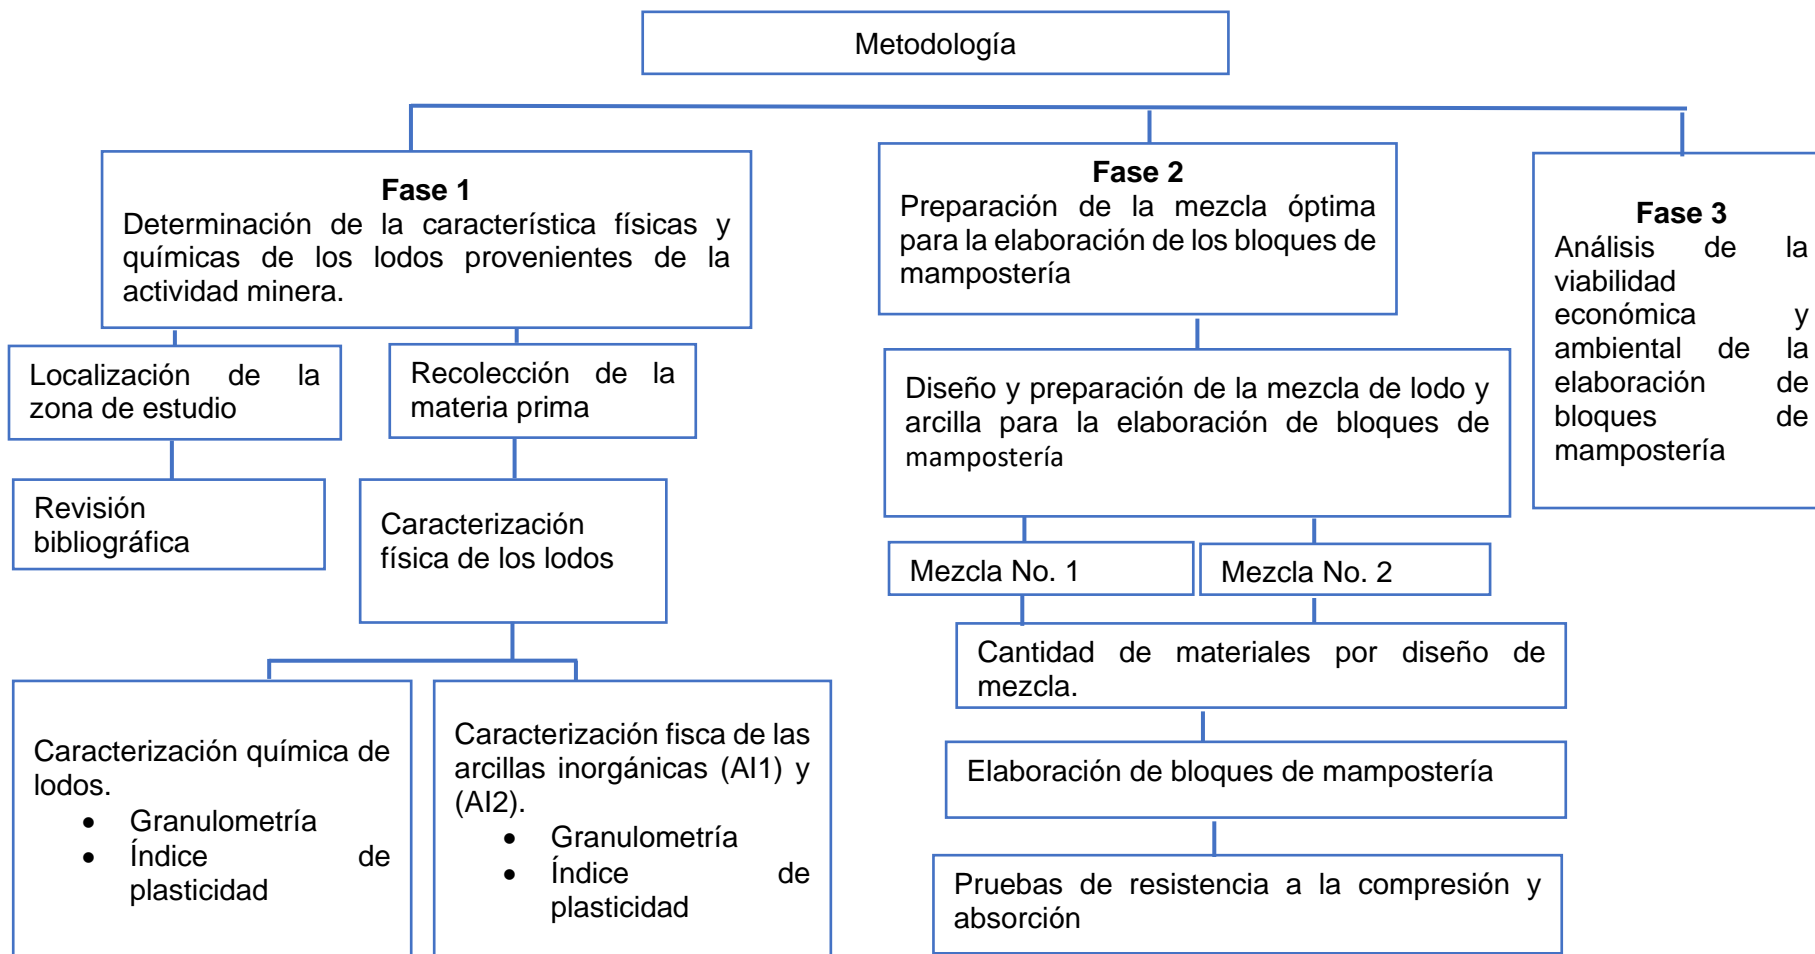 Metodología
Fase 1
Determinación de la característica físicas y
químicas de los lodos provenientes de la
actividad minera.
Localización de la
zona de estudio
Revisión
bibliográfica
Recolección de la
materia prima
Caracterización
física de los lodos
Caracterización química de
lodos.
• Granulometría
• Índice de
plasticidad
Caracterización fisca de las
arcillas inorgánicas (AI1) y
(AI2).
• Granulometría
• Índice de
plasticidad
Fase 2
Preparación de la mezcla óptima
para la elaboración de los bloques de
mampostería
Diseño y preparación de la mezcla de lodo y
arcilla para la elaboración de bloques de
mampostería
Mezcla No. 1
Mezcla No. 2
Cantidad de materiales por diseño de
mezcla.
Elaboración de bloques de mampostería
Pruebas de resistencia a la compresión y
absorción
Fase 3
Análisis de la
viabilidad
económica y
ambiental de la
elaboración de
bloques de
mampostería